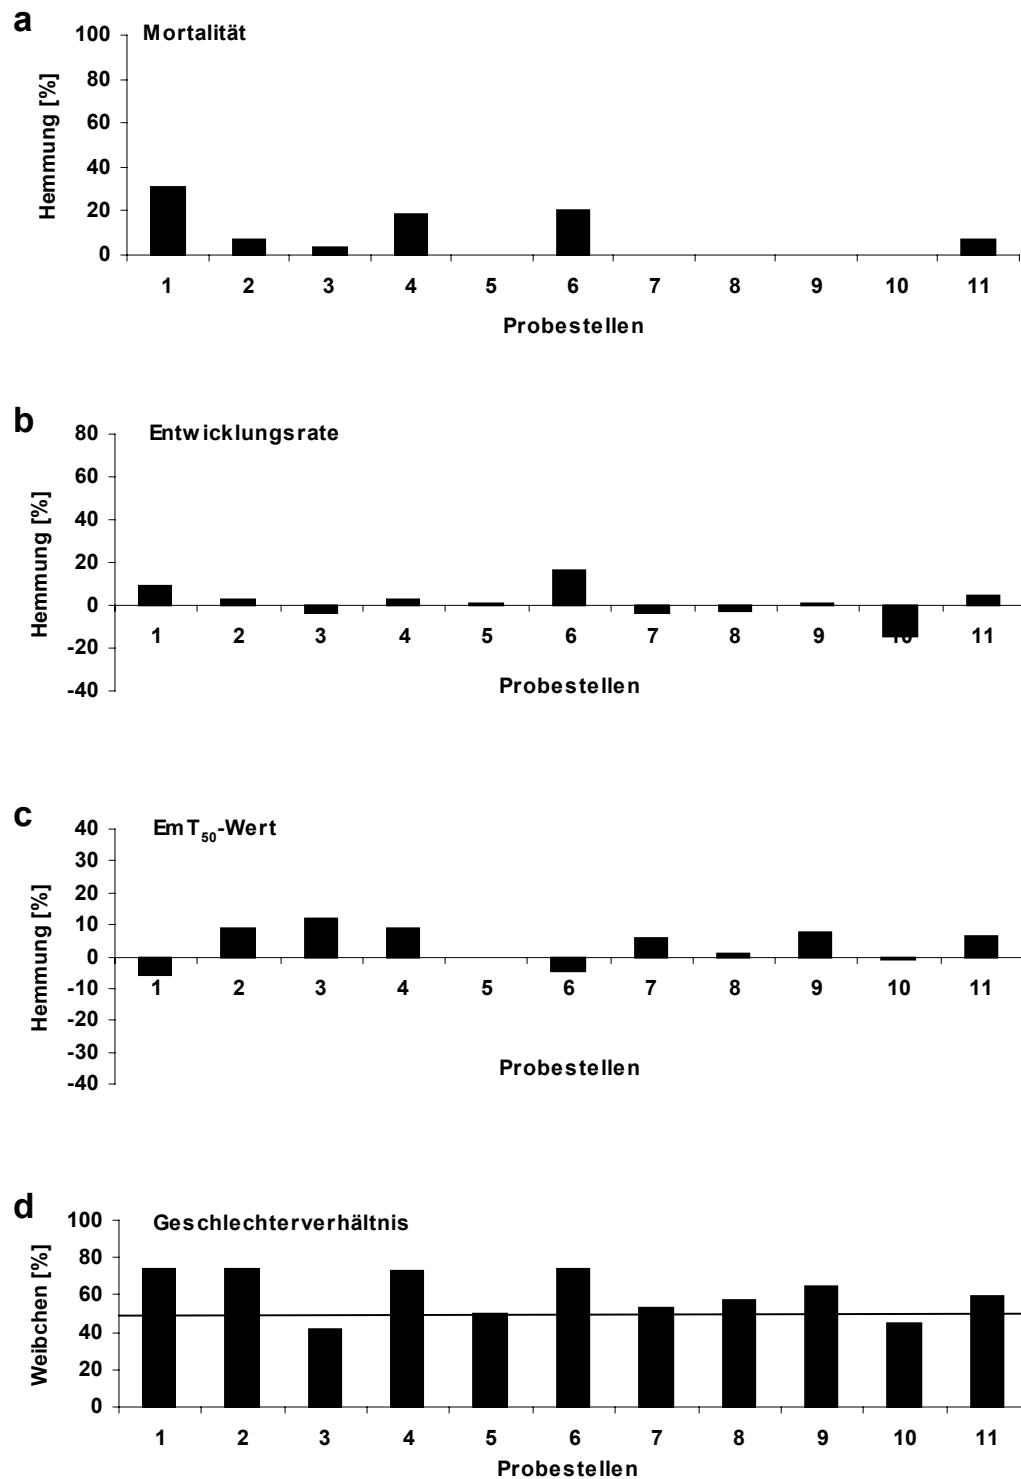 a
Mortalität
Hemmung [%]
100
80
60
40
20
0
1 2 3 4 5 6 7 8 9 10 11
Probestellen
b
Entwicklungsrate
Hemmung [%]
80
60
40
20
0
-20
-40
1 2 3 4 5 6 7 8 9 10 11
Probestellen
c
EmT50-Wert
Hemmung [%]
40
30
20
10
0
-10
-20
-30
-40
1 2 3 4 5 6 7 8 9 10 11
Probestellen
d
Geschlechterverhältnis
Weibchen [%]
100
80
60
40
20
0
1 2 3 4 5 6 7 8 9 10 11
Probestellen